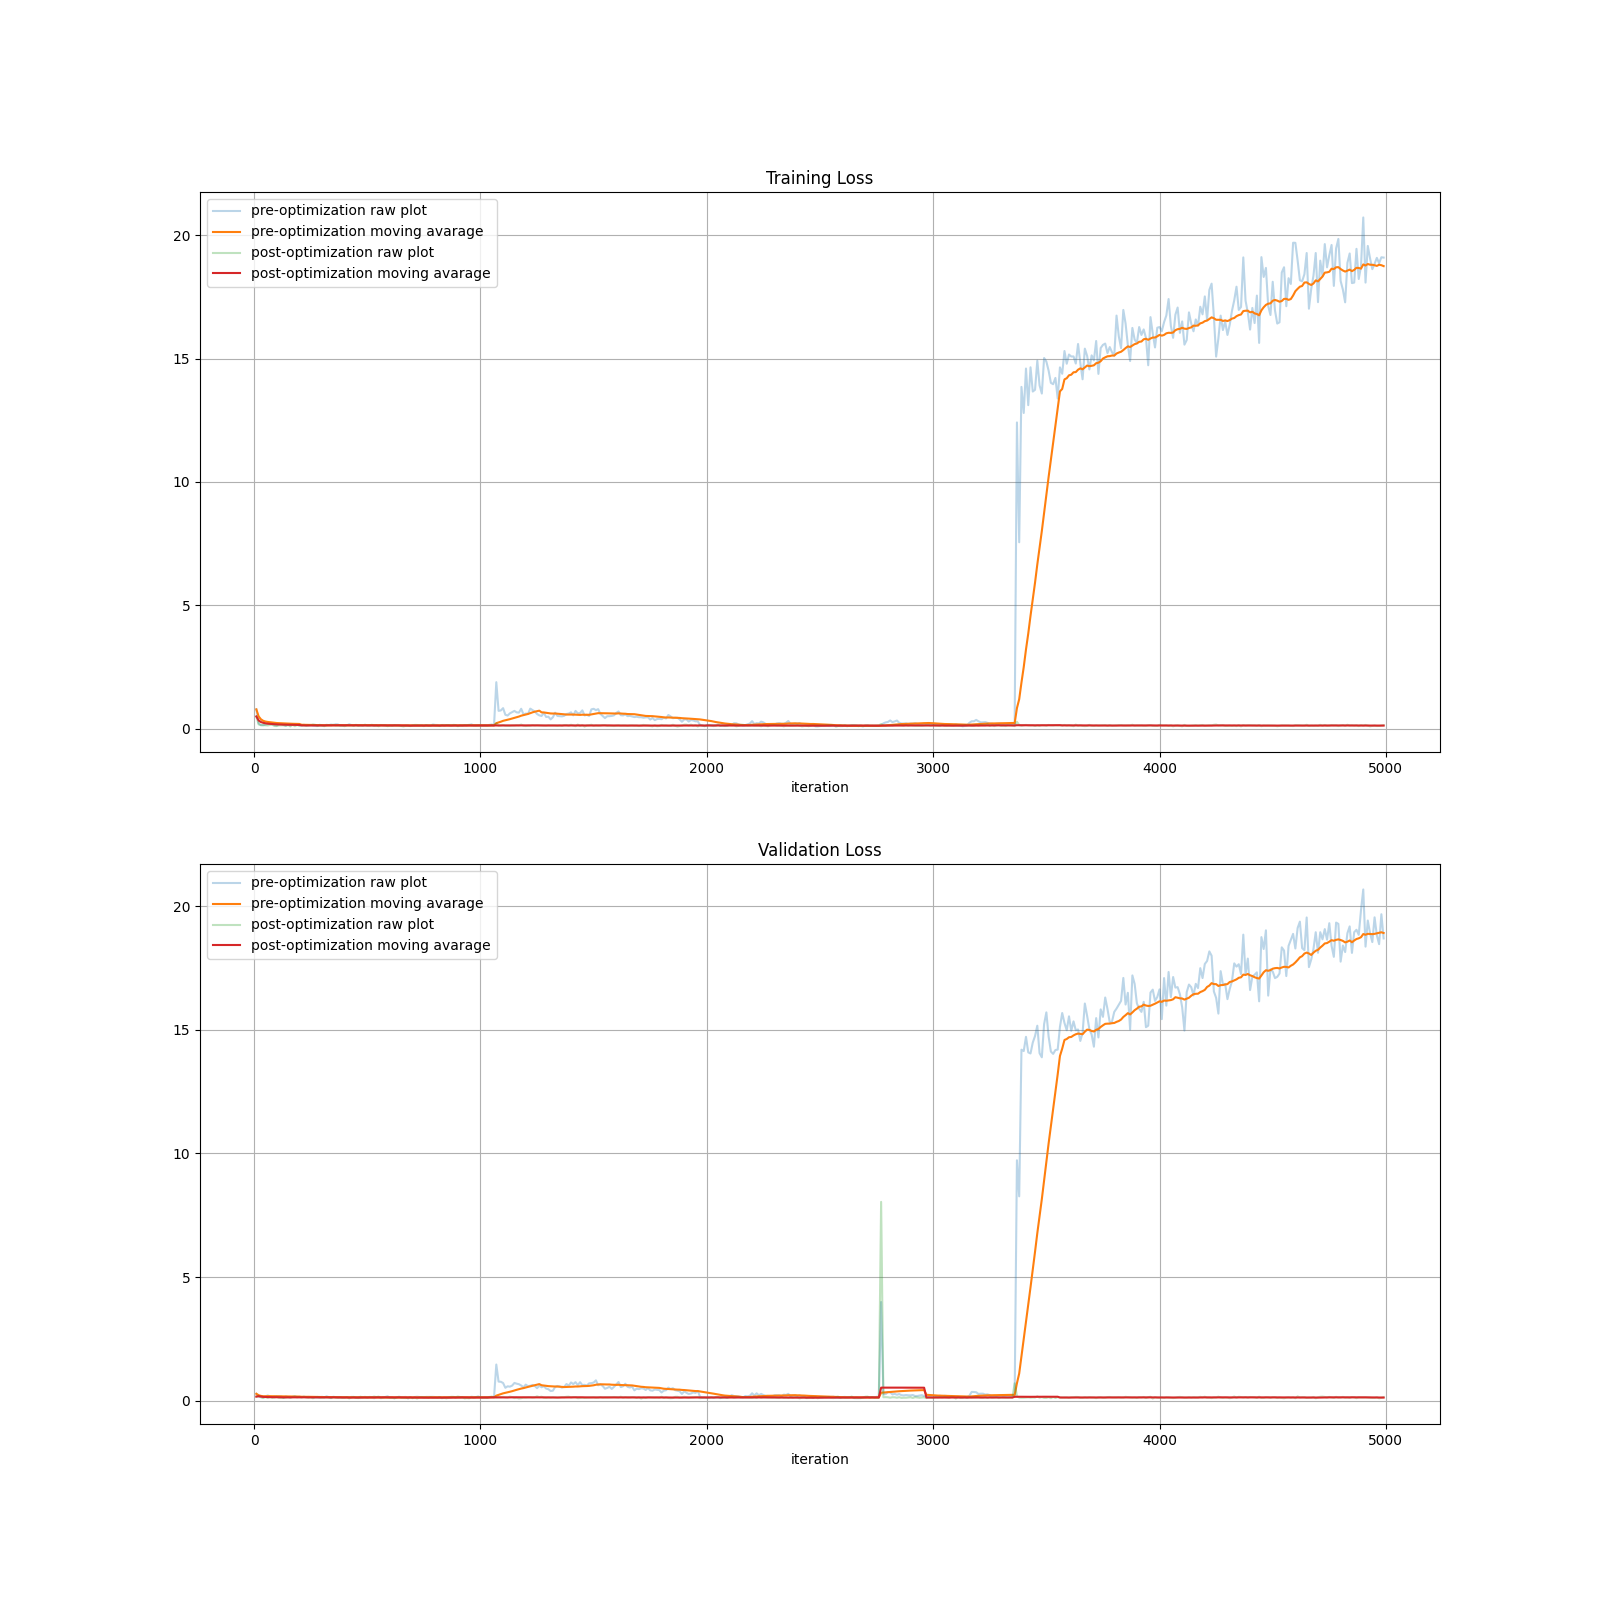 Training Loss
pre-optimization raw plot
pre-optimization moving avarage
post-optimization raw plot
post-optimization moving avarage
20
15
10
5
0
0 1000 2000 3000 4000 5000
iteration
Validation Loss
pre-optimization raw plot
pre-optimization moving avarage
post-optimization raw plot
post-optimization moving avarage
20
15
10
5
0
0 1000 2000 3000 4000 5000
iteration